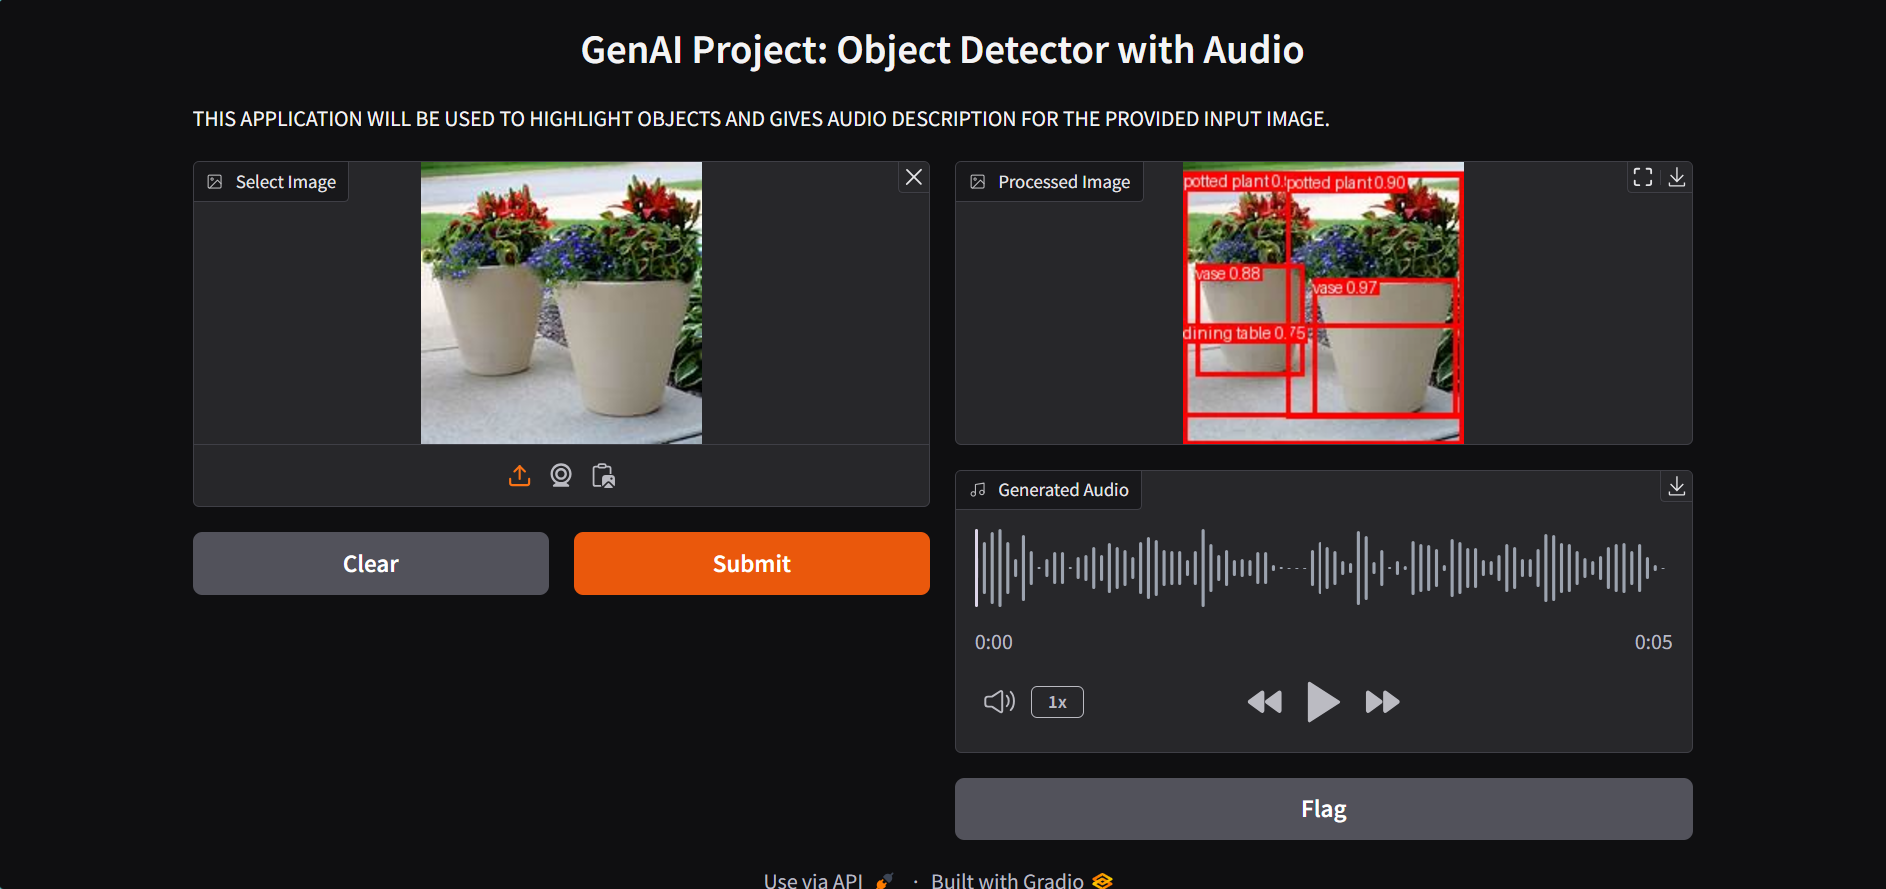 GenAI Project: Object Detector with Audio
THIS APPLICATION WILL BE USED TO HIGHLIGHT OBJECTS AND GIVES AUDIO DESCRIPTION FOR THE PROVIDED INPUT IMAGE.
Select Image
Processed Image
potted plant
potted plant 0.90
vase 0.88
vase 0.97
dining table 0.75
Clear
Submit
Generated Audio
0:00
0:05
1x
Flag
Use via API · Built with Gradio